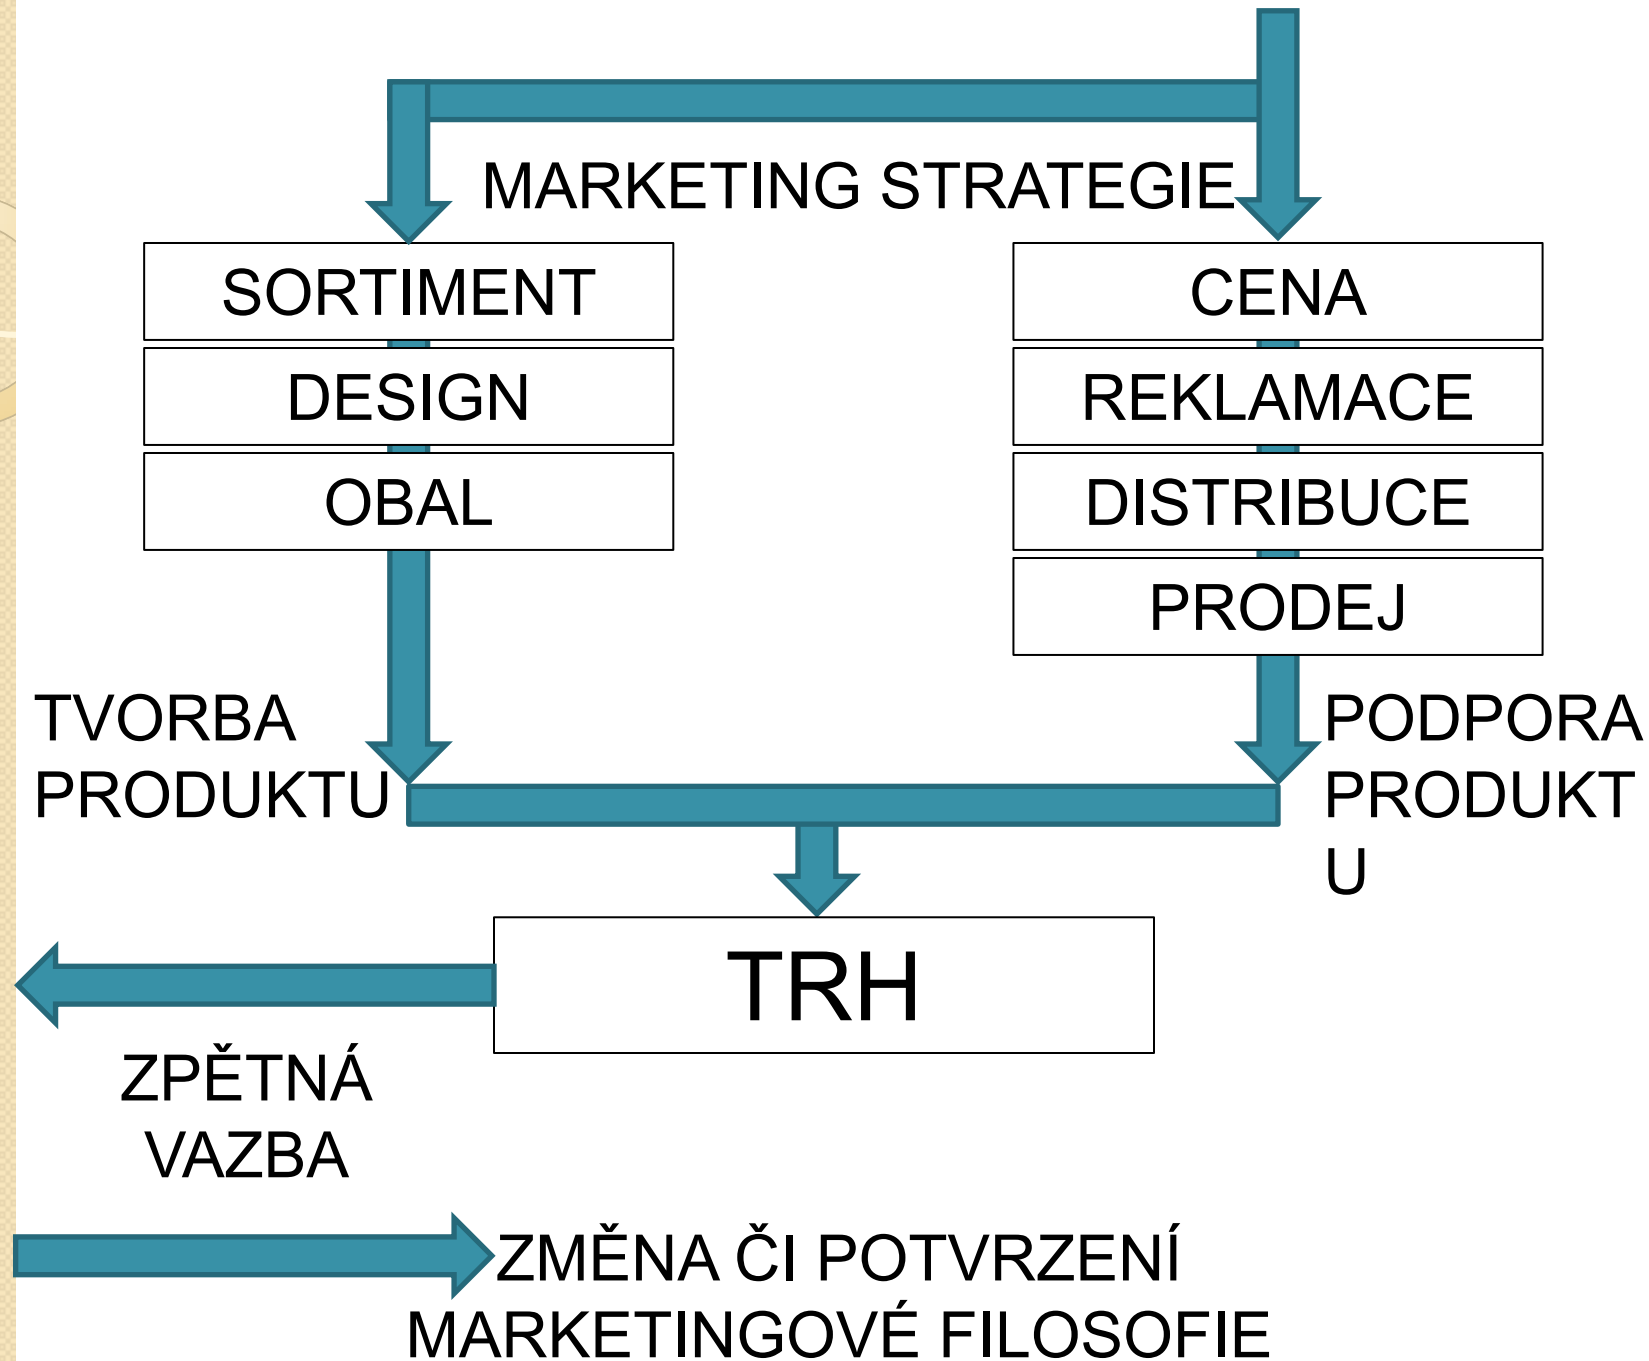 MARKETING STRATEGIE
SORTIMENT
DESIGN
OBAL
CENA
REKLAMACE
DISTRIBUCE
PRODEJ
TVORBA
PRODUKTU
PODPORA
PRODUKT
U
TRH
ZPĚTNÁ
VAZBA
ZMĚNA ČI POTVRZENÍ
MARKETINGOVÉ FILOSOFIE